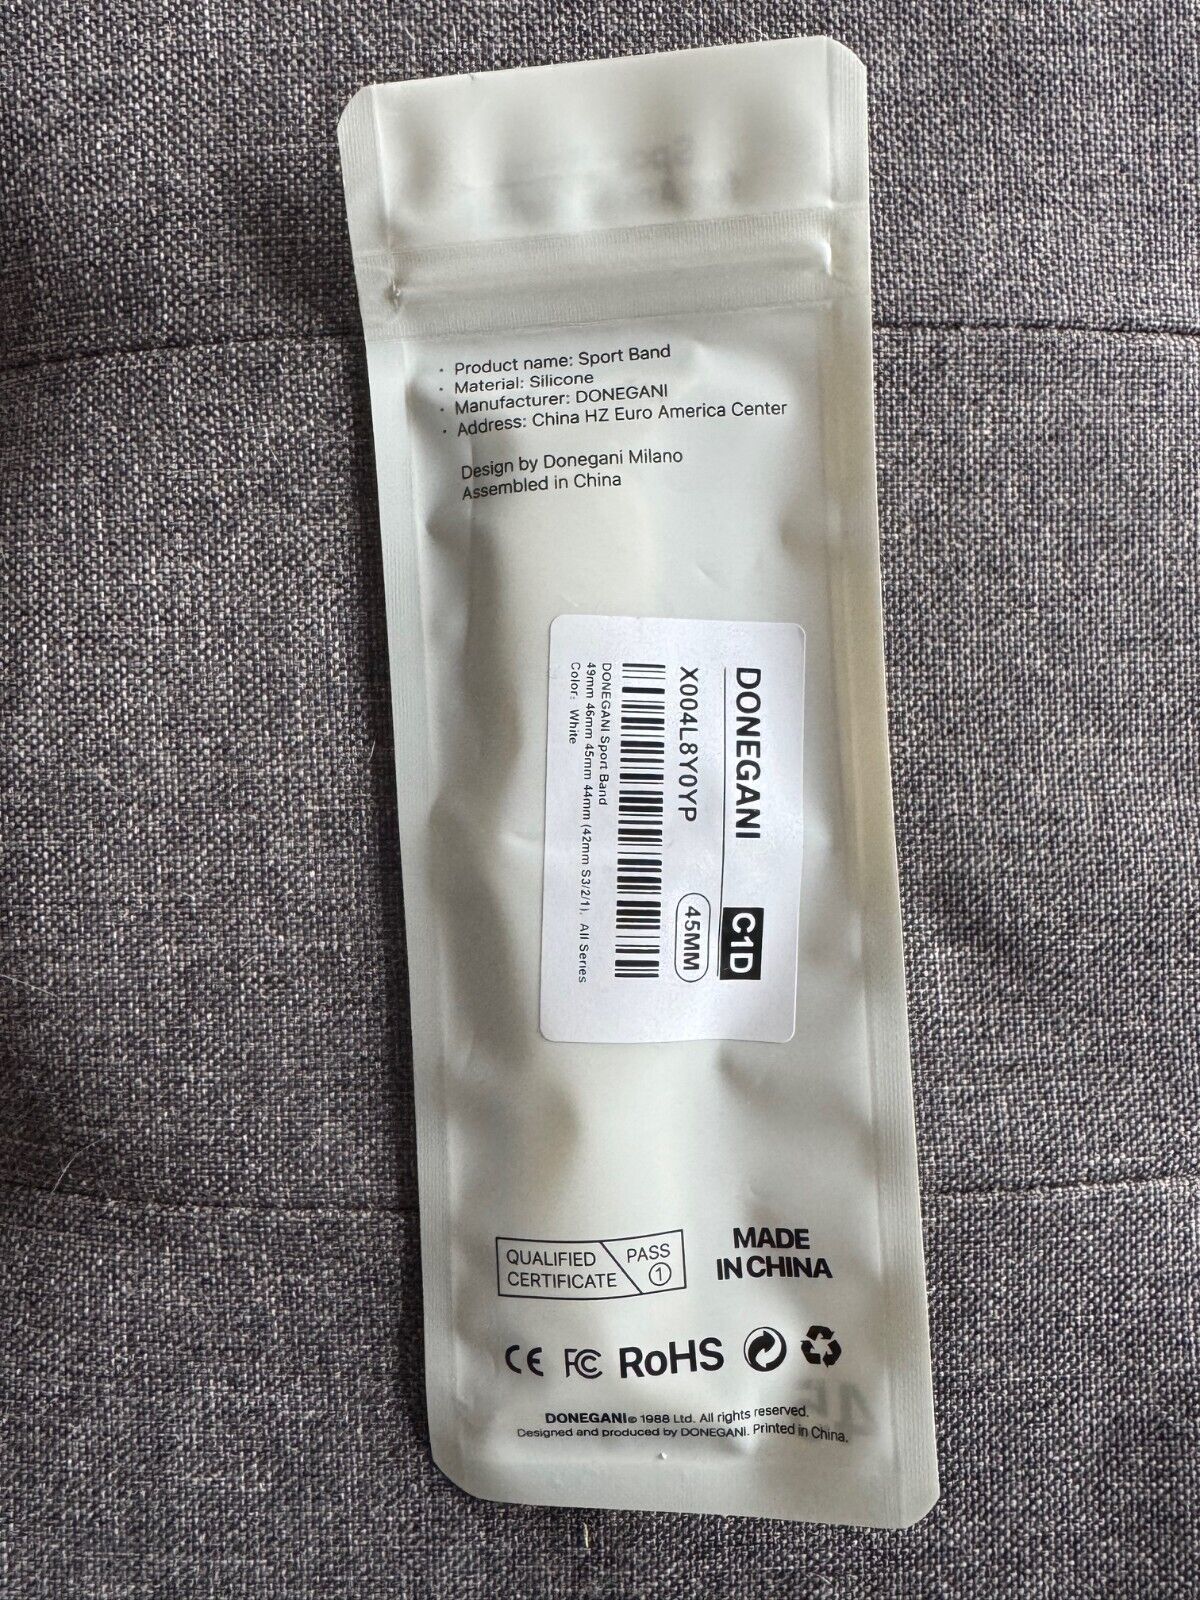 · Product name: Sport Band
· Material: Silicone
· Manufacturer: DONEGANI
· Address: China HZ Euro America Center
Design by Donegani Milano
Assembled in China
DONEGANI C1D
X004L8Y0YP 45MM
DONEGANI Sport Band
49mm 46mm 45mm 44mm (42mm S3/2/1), All Series
Color: White
QUALIFIED CERTIFICATE PASS 1
MADE
IN CHINA
CE FC RoHS
DONEGANI® 1988 Ltd. All rights reserved.
Designed and produced by DONEGANI. Printed in China.